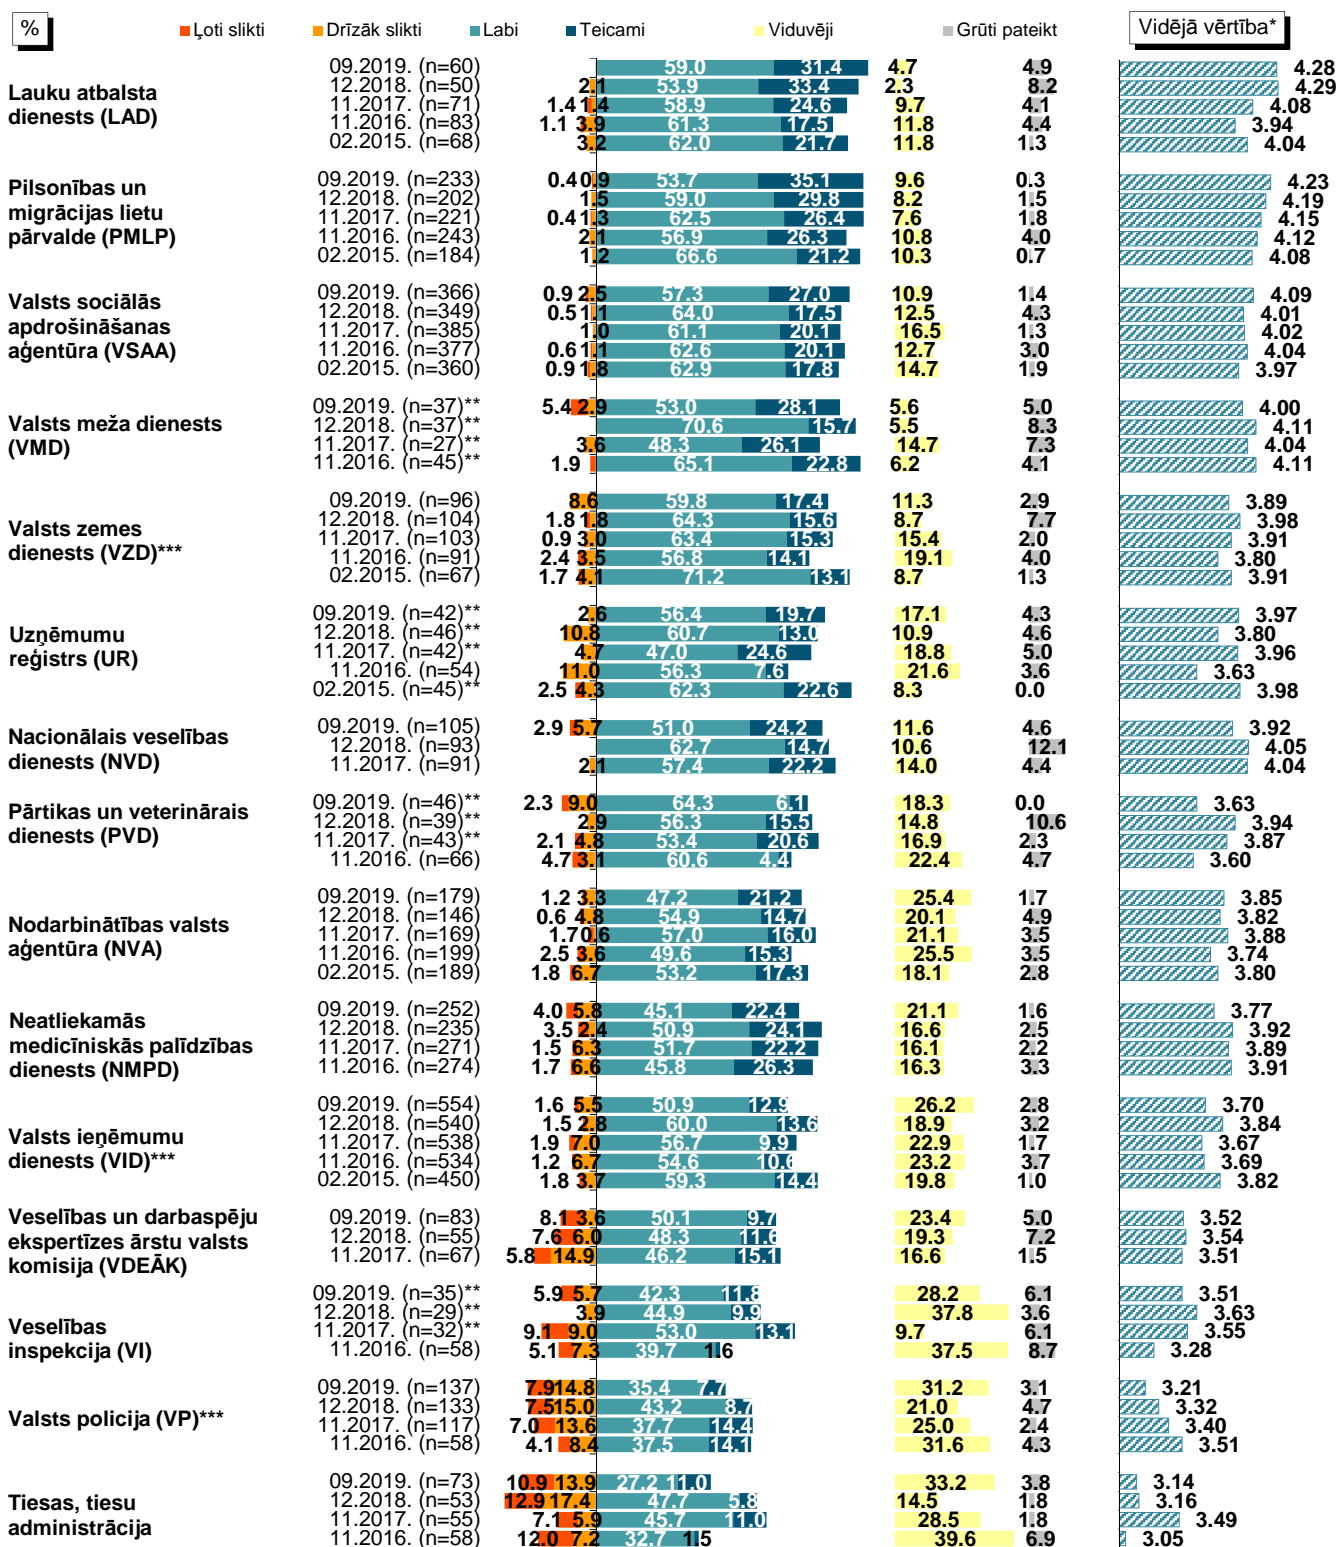 %
Ļoti slikti Drīzāk slikti Labi Teicami Viduvēji Grūti pateikt Vidējā vērtība*
Lauku atbalsta
dienests (LAD)
09.2019. (n=60) 59.0 31.4 4.7 4.9 4.28
12.2018. (n=50) 2.1 53.9 33.4 2.3 8.2 4.29
11.2017. (n=71) 1.4 1.4 58.9 24.6 9.7 4.1 4.08
11.2016. (n=83) 1.1 3.9 61.3 17.5 11.8 4.4 3.94
02.2015. (n=68) 3.2 62.0 21.7 11.8 1.3 4.04
Pilsonības un
migrācijas lietu
pārvalde (PMLP)
09.2019. (n=233) 0.4 0.9 53.7 35.1 9.6 0.3 4.23
12.2018. (n=202) 1.5 59.0 29.8 8.2 1.5 4.19
11.2017. (n=221) 0.4 1.3 62.5 26.4 7.6 1.8 4.15
11.2016. (n=243) 2.1 56.9 26.3 10.8 4.0 4.12
02.2015. (n=184) 1.2 66.6 21.2 10.3 0.7 4.08
Valsts sociālās
apdrošināšanas
aģentūra (VSAA)
09.2019. (n=366) 0.9 2.5 57.3 27.0 10.9 1.4 4.09
12.2018. (n=349) 0.5 1.1 64.0 17.5 12.5 4.3 4.01
11.2017. (n=385) 1.0 61.1 20.1 16.5 1.3 4.02
11.2016. (n=377) 0.6 1.1 62.6 20.1 12.7 3.0 4.04
02.2015. (n=360) 0.9 1.8 62.9 17.8 14.7 1.9 3.97
Valsts meža dienests
(VMD)
09.2019. (n=37)** 5.4 2.9 53.0 28.1 5.6 5.0 4.00
12.2018. (n=37)** 70.6 15.7 5.5 8.3 4.11
11.2017. (n=27)** 3.6 48.3 26.1 14.7 7.3 4.04
11.2016. (n=45)** 1.9 65.1 22.8 6.2 4.1 4.11
Valsts zemes
dienests (VZD)***
09.2019. (n=96) 8.6 59.8 17.4 11.3 2.9 3.89
12.2018. (n=104) 1.8 1.8 64.3 15.6 8.7 7.7 3.98
11.2017. (n=103) 0.9 3.0 63.4 15.3 15.4 2.0 3.91
11.2016. (n=91) 2.4 3.5 56.8 14.1 19.1 4.0 3.80
02.2015. (n=67) 1.7 4.1 71.2 13.1 8.7 1.3 3.91
Uzņēmumu
reģistrs (UR)
09.2019. (n=42)** 2.6 56.4 19.7 17.1 4.3 3.97
12.2018. (n=46)** 10.8 60.7 13.0 10.9 4.6 3.80
11.2017. (n=42)** 4.7 47.0 24.6 18.8 5.0 3.96
11.2016. (n=54) 11.0 56.3 7.6 21.6 3.6 3.63
02.2015. (n=45)** 2.5 4.3 62.3 22.6 8.3 0.0 3.98
Nacionālais veselības
dienests (NVD)
09.2019. (n=105) 2.9 5.7 51.0 24.2 11.6 4.6 3.92
12.2018. (n=93) 62.7 14.7 10.6 12.1 4.05
11.2017. (n=91) 2.1 57.4 22.2 14.0 4.4 4.04
Pārtikas un veterinārais
dienests (PVD)
09.2019. (n=46)** 2.3 9.0 64.3 6.1 18.3 0.0 3.63
12.2018. (n=39)** 2.9 56.3 15.5 14.8 10.6 3.94
11.2017. (n=43)** 2.1 4.8 53.4 20.6 16.9 2.3 3.87
11.2016. (n=66) 4.7 3.1 60.6 4.4 22.4 4.7 3.60
Nodarbinātības valsts
aģentūra (NVA)
09.2019. (n=179) 1.2 3.3 47.2 21.2 25.4 1.7 3.85
12.2018. (n=146) 0.6 4.8 54.9 14.7 20.1 4.9 3.82
11.2017. (n=169) 1.7 0.6 57.0 16.0 21.1 3.5 3.88
11.2016. (n=199) 2.5 3.6 49.6 15.3 25.5 3.5 3.74
02.2015. (n=189) 1.8 6.7 53.2 17.3 18.1 2.8 3.80
Neatliekamās
medicīniskās palīdzības
dienests (NMPD)
09.2019. (n=252) 4.0 5.8 45.1 22.4 21.1 1.6 3.77
12.2018. (n=235) 3.5 2.4 50.9 24.1 16.6 2.5 3.92
11.2017. (n=271) 1.5 6.3 51.7 22.2 16.1 2.2 3.89
11.2016. (n=274) 1.7 6.6 45.8 26.3 16.3 3.3 3.91
Valsts ieņēmumu
dienests (VID)***
09.2019. (n=554) 1.6 5.5 50.9 12.9 26.2 2.8 3.70
12.2018. (n=540) 1.5 2.8 60.0 13.6 18.9 3.2 3.84
11.2017. (n=538) 1.9 7.0 56.7 9.9 22.9 1.7 3.67
11.2016. (n=534) 1.2 6.7 54.6 10.6 23.2 3.7 3.69
02.2015. (n=450) 1.8 3.7 59.3 14.4 19.8 1.0 3.82
Veselības un darbaspēju
ekspertīzes ārstu valsts
komisija (VDEĀK)
09.2019. (n=83) 8.1 3.6 50.1 9.7 23.4 5.0 3.52
12.2018. (n=55) 7.6 6.0 48.3 11.6 19.3 7.2 3.54
11.2017. (n=67) 5.8 14.9 46.2 15.1 16.6 1.5 3.51
Veselības
inspekcija (VI)
09.2019. (n=35)** 5.9 5.7 42.3 11.8 28.2 6.1 3.51
12.2018. (n=29)** 3.9 44.9 9.9 37.8 3.6 3.63
11.2017. (n=32)** 9.1 9.0 53.0 13.1 9.7 6.1 3.55
11.2016. (n=58) 5.1 7.3 39.7 1.6 37.5 8.7 3.28
Valsts policija (VP)***
09.2019. (n=137) 7.9 14.8 35.4 7.7 31.2 3.1 3.21
12.2018. (n=133) 7.5 15.0 43.2 8.7 21.0 4.7 3.32
11.2017. (n=117) 7.0 13.6 37.7 14.4 25.0 2.4 3.40
11.2016. (n=58) 4.1 8.4 37.5 14.1 31.6 4.3 3.51
Tiesas, tiesu
administrācija
09.2019. (n=73) 10.9 13.9 27.2 11.0 33.2 3.8 3.14
12.2018. (n=53) 12.9 17.4 47.7 5.8 14.5 1.8 3.16
11.2017. (n=55) 7.1 5.9 45.7 11.0 28.5 1.8 3.49
11.2016. (n=58) 12.0 7.2 32.7 1.5 39.6 6.9 3.05